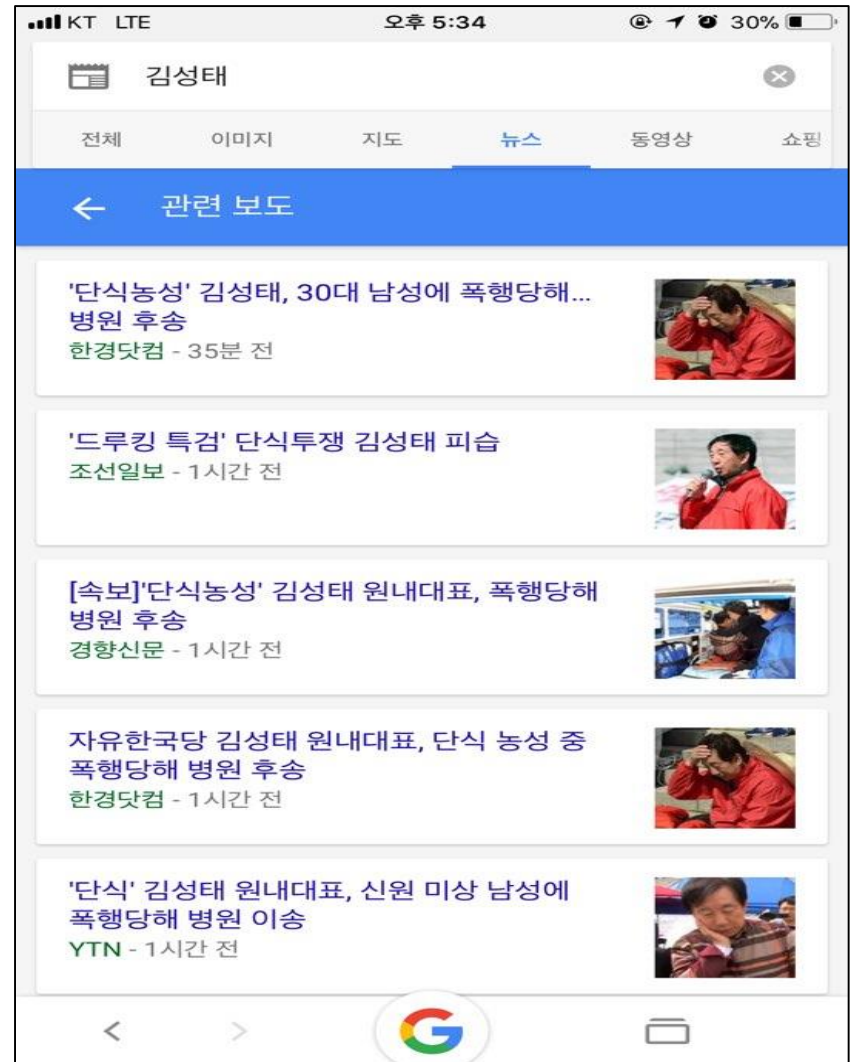 KT LTE 오후 5:34 30%
김성태
전체 이미지 지도 뉴스 동영상 쇼핑
관련 보도
'단식농성' 김성태, 30대 남성에 폭행당해...
병원 후송
한경닷컴 - 35분 전
'드루킹 특검' 단식투쟁 김성태 피습
조선일보 - 1시간 전
[속보]'단식농성' 김성태 원내대표, 폭행당해
병원 후송
경향신문 - 1시간 전
자유한국당 김성태 원내대표, 단식 농성 중
폭행당해 병원 후송
한경닷컴 - 1시간 전
'단식' 김성태 원내대표, 신원 미상 남성에
폭행당해 병원 이송
YTN - 1시간 전